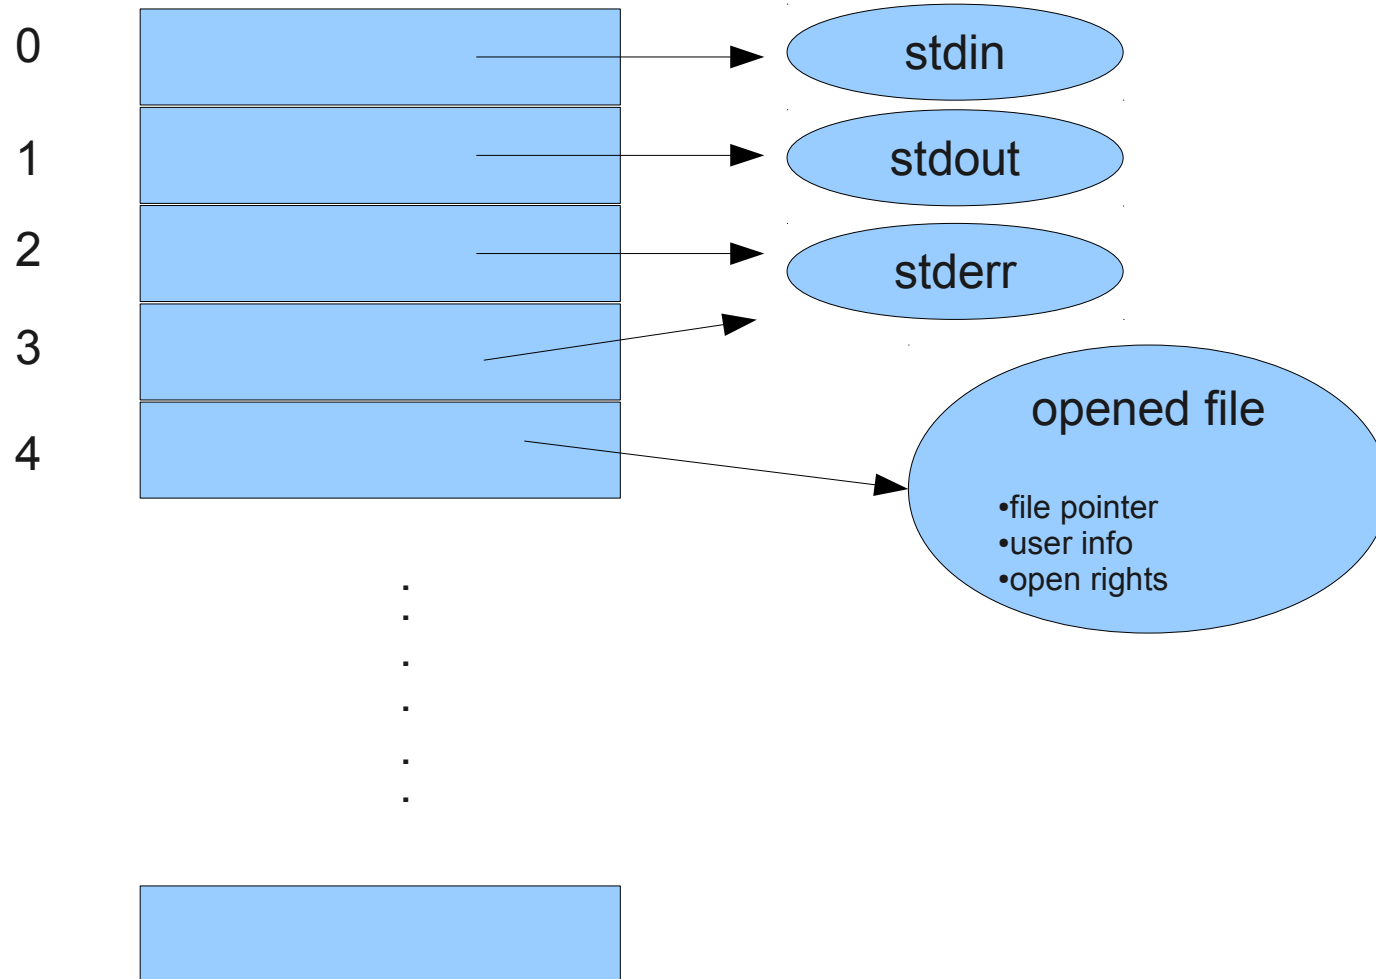 0
stdin
1
stdout
2
stderr
3
4
opened file
•file pointer
•user info
•open rights
.
.
.
.
.
.